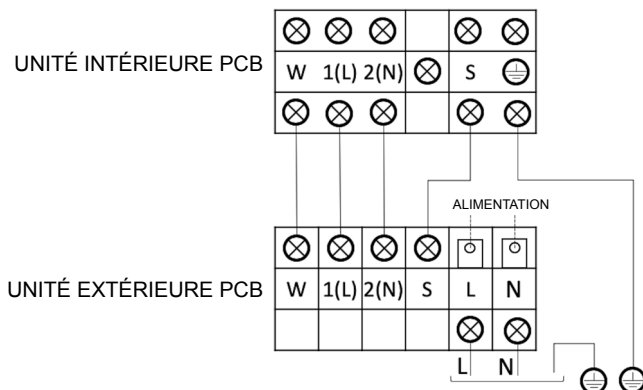 UNITÉ INTÉRIEURE PCB
W 1(L) 2(N) S
ALIMENTATION
UNITÉ EXTÉRIEURE PCB
W 1(L) 2(N) S L N
L N